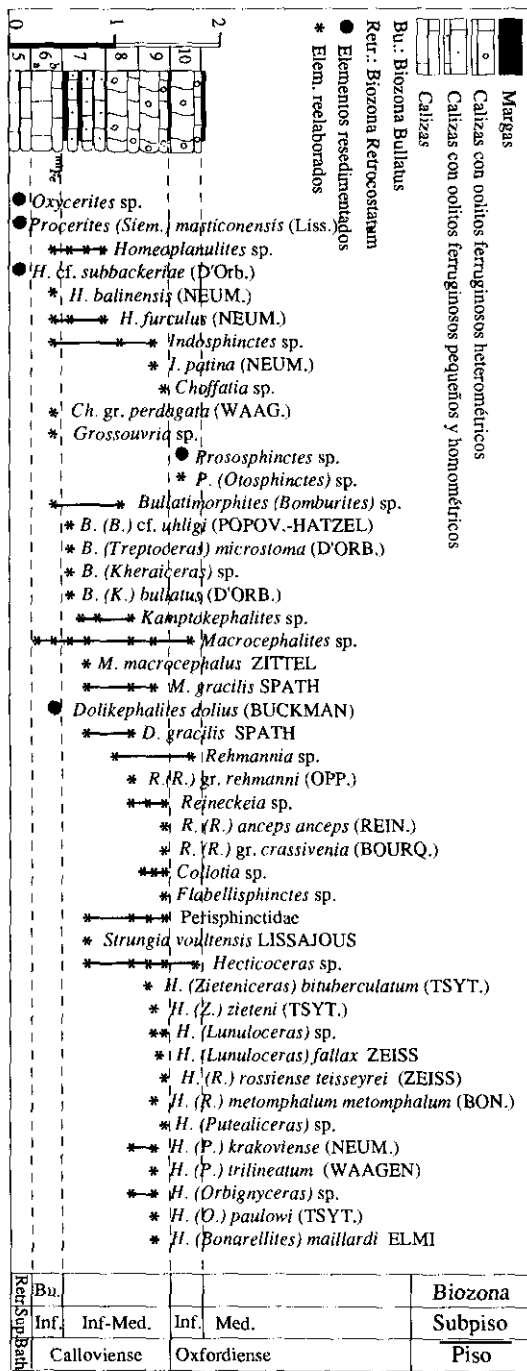 0 1 2
5 6 a b 7 8 9 10
Fe
Margas
Calizas con oolitos ferruginosos heterométricos
Calizas con oolitos ferruginosos pequeños y homométricos
Calizas
Bu.: Biozona Bullatus
Retr.: Biozona Retrocostatum
● Elementos resedimentados
* Elem. reelaborados
Oxycerites sp.
Procerites (Siem.) masticonensis (Liss.)
Homeoplanulites sp.
H. cf. subbackeriae (D'Orb.)
H. balinensis (NEUM.)
H. furculus (NEUM.)
Indosphinctes sp.
I. patina (NEUM.)
Choffatia sp.
Ch. gr. perdagata (WAAG.)
Grossouvria sp.
Prososphinctes sp.
P. (Otosphinctes) sp.
Bullatimorphites (Bomburites) sp.
B. (B.) cf. uhligi (POPOV.-HATZEL)
B. (Treptoderas) microstoma (D'ORB.)
B. (Kheraiceras) sp.
B. (K.) bullatus (D'ORB.)
Kamptokephalites sp.
Macrocephalites sp.
M. macrocephalus ZITTEL
M. gracilis SPATH
Dolikephalites dolius (BUCKMAN)
D. gracilis SPATH
Rehmannia sp.
R. (R.) gr. rehmanni (OPP.)
Reineckeia sp.
R. (R.) anceps anceps (REIN.)
R. (R.) gr. crassivenia (BOURQ.)
Collotia sp.
Flabellisphinctes sp.
Perisphinctidae
Strungia voultensis LISSAJOUS
Hecticoceras sp.
H. (Zieteniceras) bituberculatum (TSYT.)
H. (Z.) zieteni (TSYT.)
H. (Lunuloceras) sp.
H. (Lunuloceras) fallax ZEISS
H. (R.) rossiense teisseyrei (ZEISS)
H. (R.) metomphalum metomphalum (BON.)
H. (Putealiceras) sp.
H. (P.) krakoviense (NEUM.)
H. (P.) trilineatum (WAAGEN)
H. (Orbignyceras) sp.
H. (O.) paulowi (TSYT.)
H. (Bonarellites) maillardi ELMI
Retr. Bu. Biozona
Sup. Inf. Inf-Med. Inf. Med. Subpiso
Bath Calloviense Oxfordiense Piso